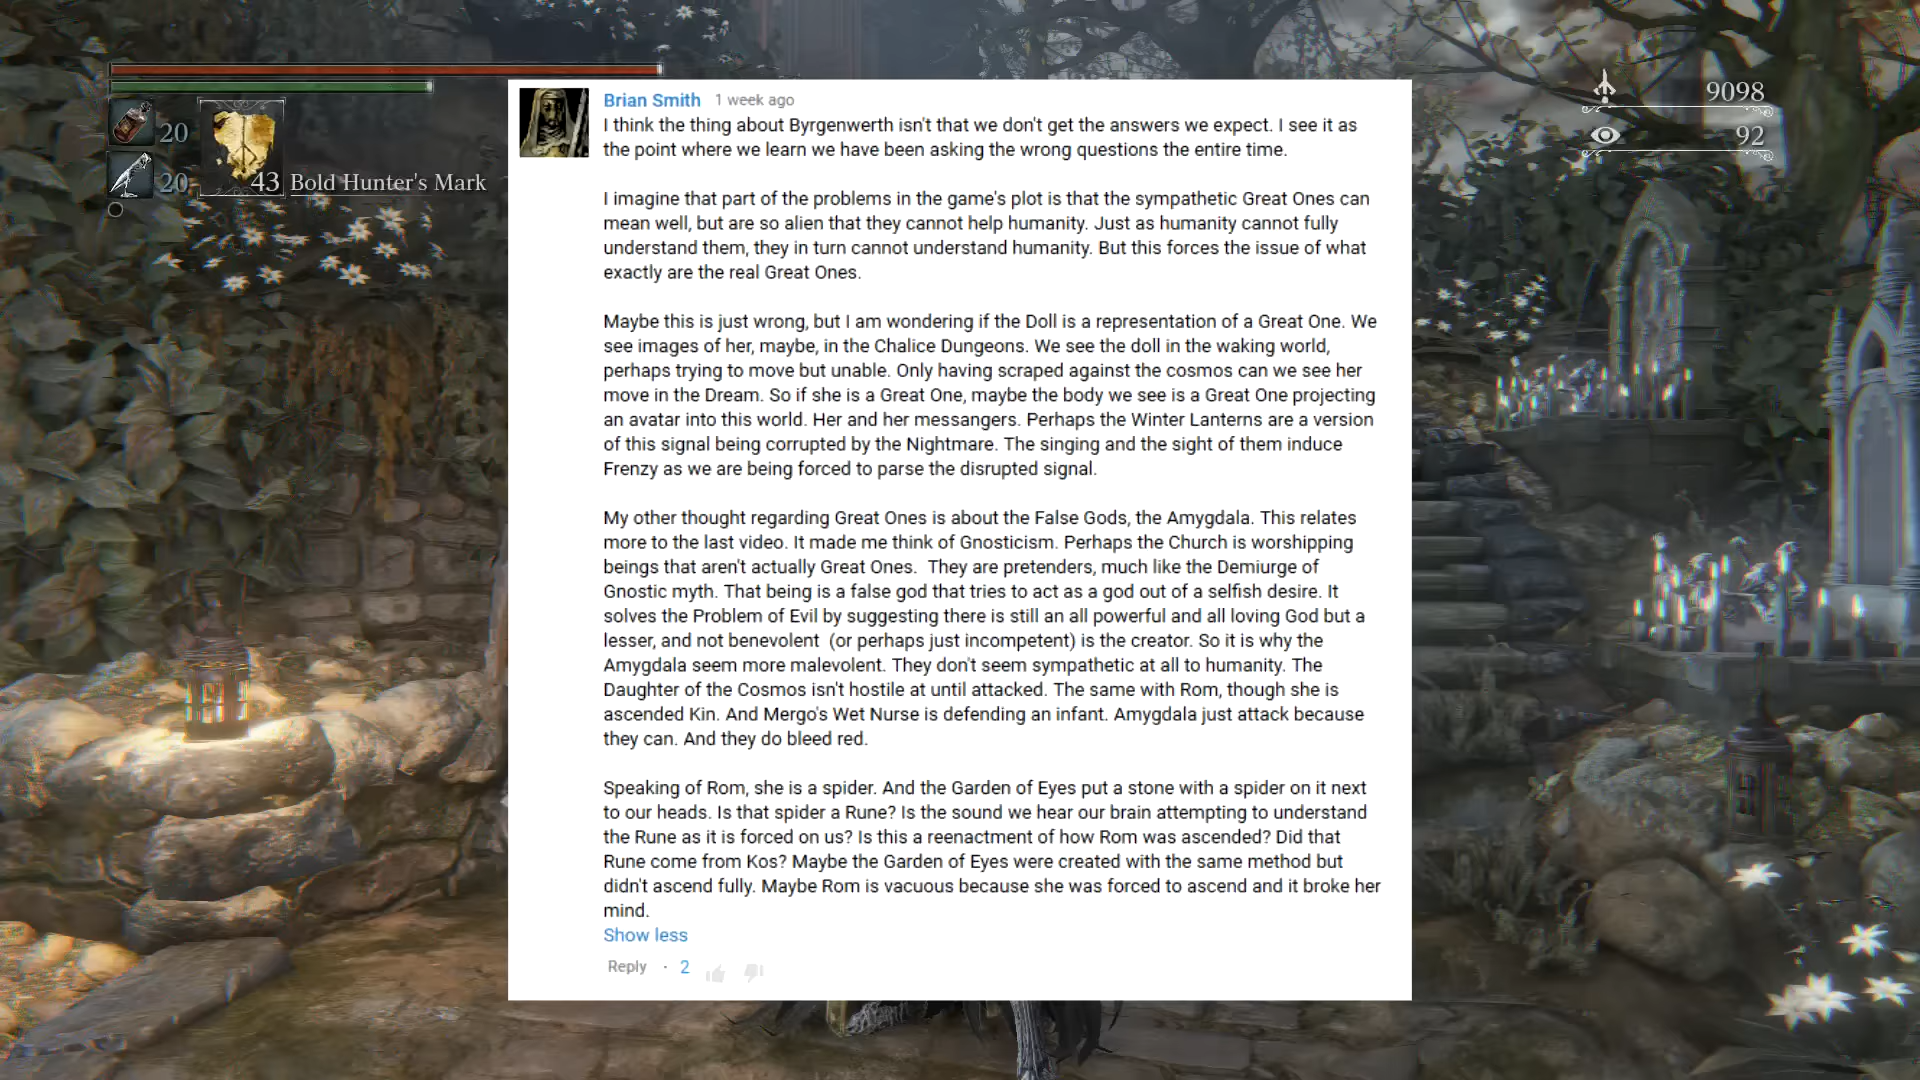 9098
20
92
20
43 Bold Hunter's Mark
Brian Smith 1 week ago
I think the thing about Byrgenwerth isn't that we don't get the answers we expect. I see it as
the point where we learn we have been asking the wrong questions the entire time.
I imagine that part of the problems in the game's plot is that the sympathetic Great Ones can
mean well, but are so alien that they cannot help humanity. Just as humanity cannot fully
understand them, they in turn cannot understand humanity. But this forces the issue of what
exactly are the real Great Ones.
Maybe this is just wrong, but I am wondering if the Doll is a representation of a Great One. We
see images of her, maybe, in the Chalice Dungeons. We see the doll in the waking world,
perhaps trying to move but unable. Only having scraped against the cosmos can we see her
move in the Dream. So if she is a Great One, maybe the body we see is a Great One projecting
an avatar into this world. Her and her messangers. Perhaps the Winter Lanterns are a version
of this signal being corrupted by the Nightmare. The singing and the sight of them induce
Frenzy as we are being forced to parse the disrupted signal.
My other thought regarding Great Ones is about the False Gods, the Amygdala. This relates
more to the last video. It made me think of Gnosticism. Perhaps the Church is worshipping
beings that aren't actually Great Ones.  They are pretenders, much like the Demiurge of
Gnostic myth. That being is a false god that tries to act as a god out of a selfish desire. It
solves the Problem of Evil by suggesting there is still an all powerful and all loving God but a
lesser, and not benevolent  (or perhaps just incompetent) is the creator. So it is why the
Amygdala seem more malevolent. They don't seem sympathetic at all to humanity. The
Daughter of the Cosmos isn't hostile at until attacked. The same with Rom, though she is
ascended Kin. And Mergo's Wet Nurse is defending an infant. Amygdala just attack because
they can. And they do bleed red.
Speaking of Rom, she is a spider. And the Garden of Eyes put a stone with a spider on it next
to our heads. Is that spider a Rune? Is the sound we hear our brain attempting to understand
the Rune as it is forced on us? Is this a reenactment of how Rom was ascended? Did that
Rune come from Kos? Maybe the Garden of Eyes were created with the same method but
didn't ascend fully. Maybe Rom is vacuous because she was forced to ascend and it broke her
mind.
Show less
Reply · 2